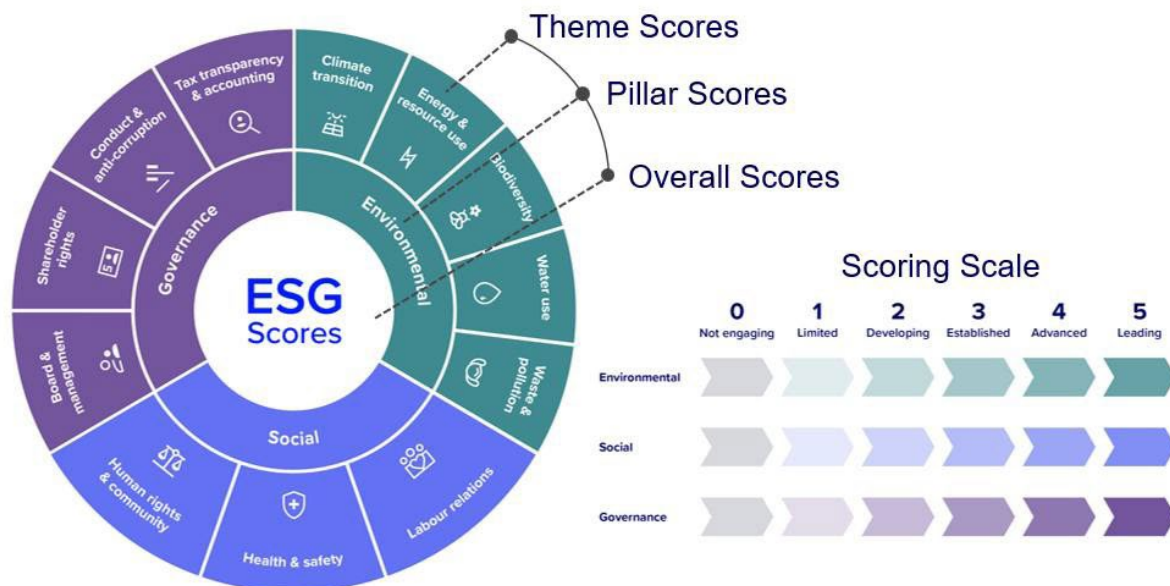 Theme Scores
Pillar Scores
Overall Scores
Tax transparency
& accounting
Climate
transition
Energy &
resource use
Biodiversity
Water use
Waste &
pollution
Labour relations
Health & safety
Human rights
& community
Board &
management
Shareholder
rights
Conduct &
anti-corruption
Governance
Environmental
Social
ESG
Scores
5
Scoring Scale
0 1 2 3 4 5
Not engaging Limited Developing Established Advanced Leading
Environmental
Social
Governance